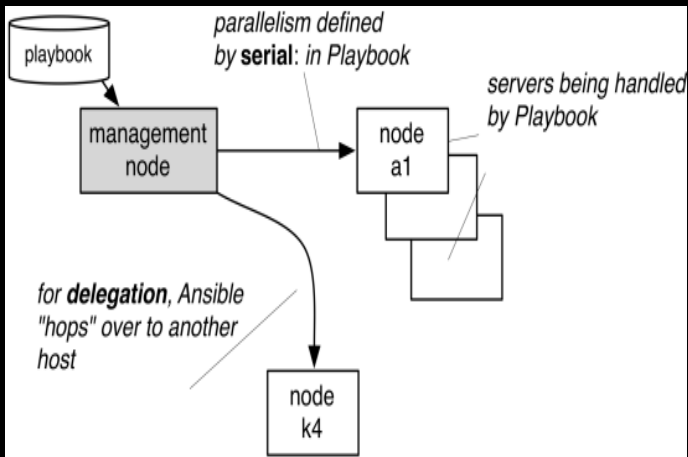 playbook
parallelism defined
by serial: in Playbook
servers being handled
by Playbook
management
node
node
a1
for delegation, Ansible
"hops" over to another
host
node
k4